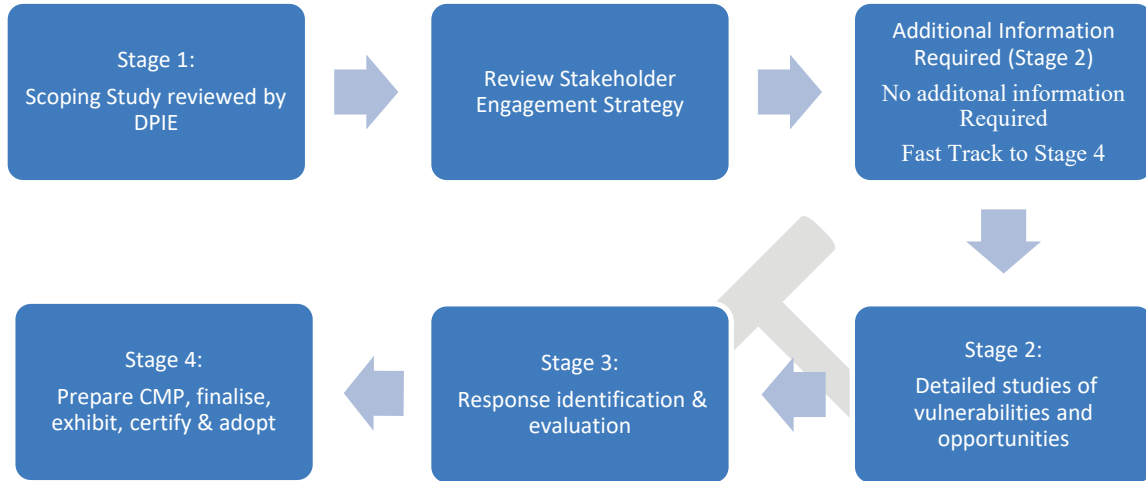 Stage 1:
Scoping Study reviewed by
DPIE
Review Stakeholder
Engagement Strategy
Additional Information
Required (Stage 2)
No additonal information
Required
Fast Track to Stage 4
Stage 2:
Detailed studies of
vulnerabilities and
opportunities
Stage 3:
Response identification &
evaluation
Stage 4:
Prepare CMP, finalise,
exhibit, certify & adopt